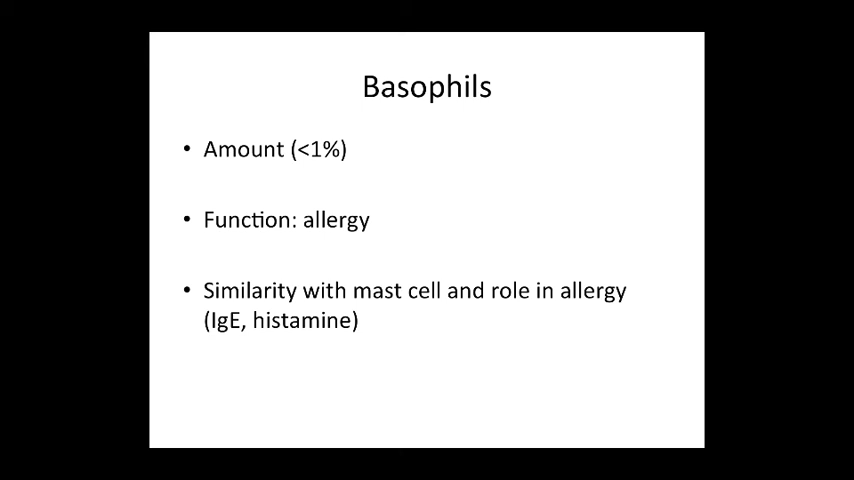 Basophils
• Amount (<1%)
• Function: allergy
• Similarity with mast cell and role in allergy
(IgE, histamine)